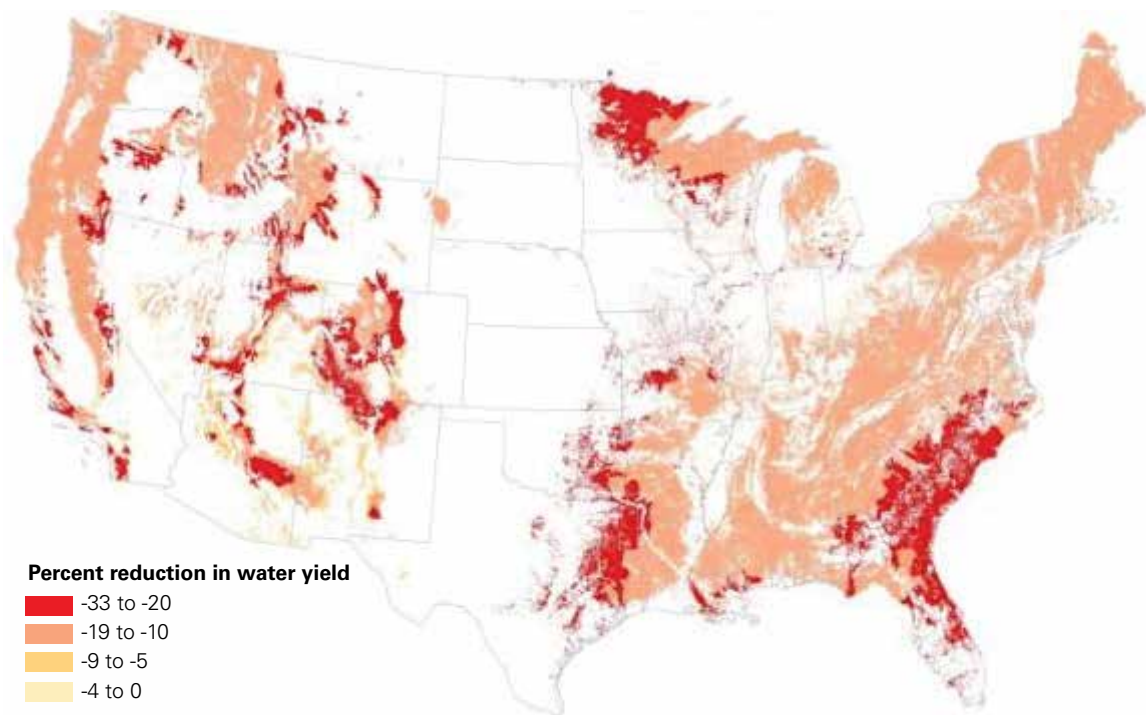 Percent reduction in water yield
-33 to -20
-19 to -10
-9 to -5
-4 to 0